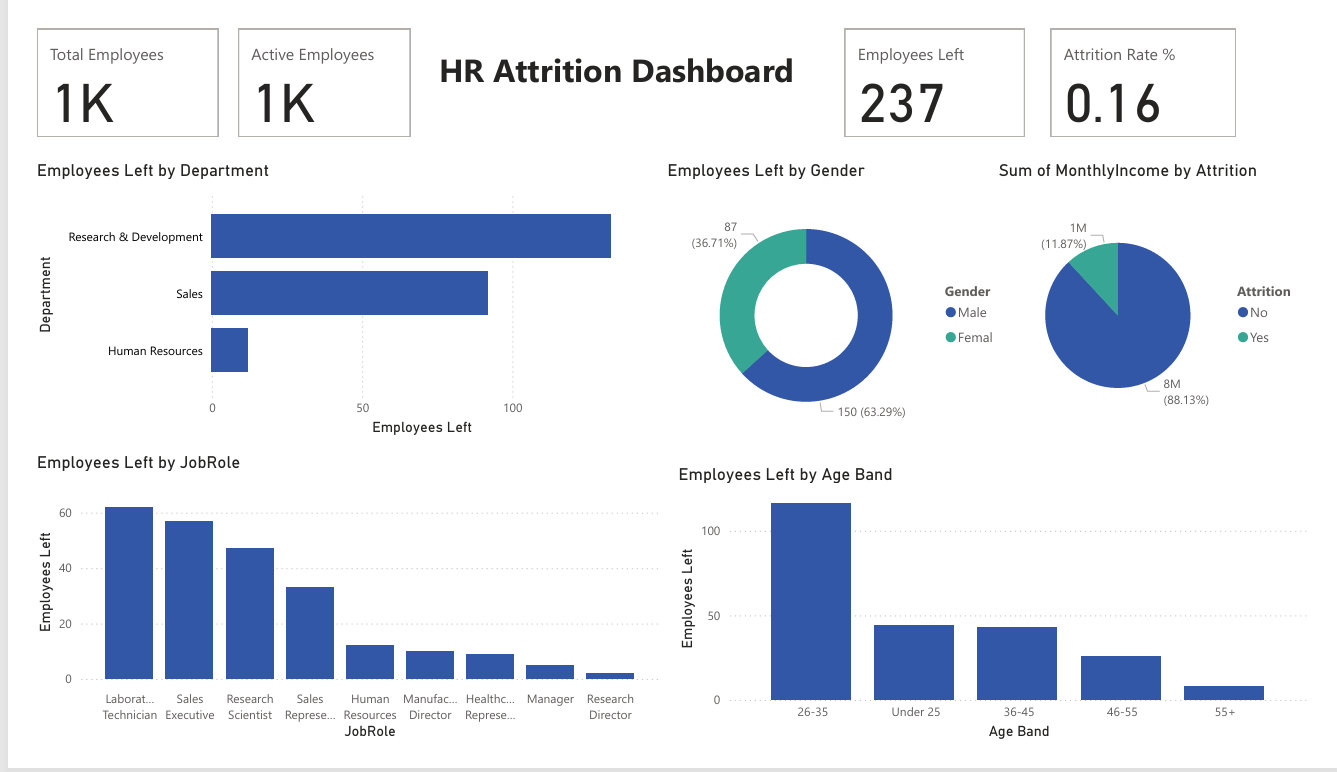 Total Employees
1K
Active Employees
1K
HR Attrition Dashboard
Employees Left
237
Attrition Rate %
0.16
Employees Left by Department
Department
Research & Development
Sales
Human Resources
0 50 100
Employees Left
Employees Left by Gender
87
(36.71%)
150 (63.29%)
Gender
Male
Femal
Sum of MonthlyIncome by Attrition
1M
(11.87%)
8M
(88.13%)
Attrition
No
Yes
Employees Left by JobRole
Employees Left
60
40
20
0
Laborat...
Technician
Sales
Executive
Research
Scientist
Sales
Represe...
Human
Resources
Manufac...
Director
Healthc...
Represe...
Manager
Research
Director
JobRole
Employees Left by Age Band
Employees Left
100
50
0
26-35 Under 25 36-45 46-55 55+
Age Band